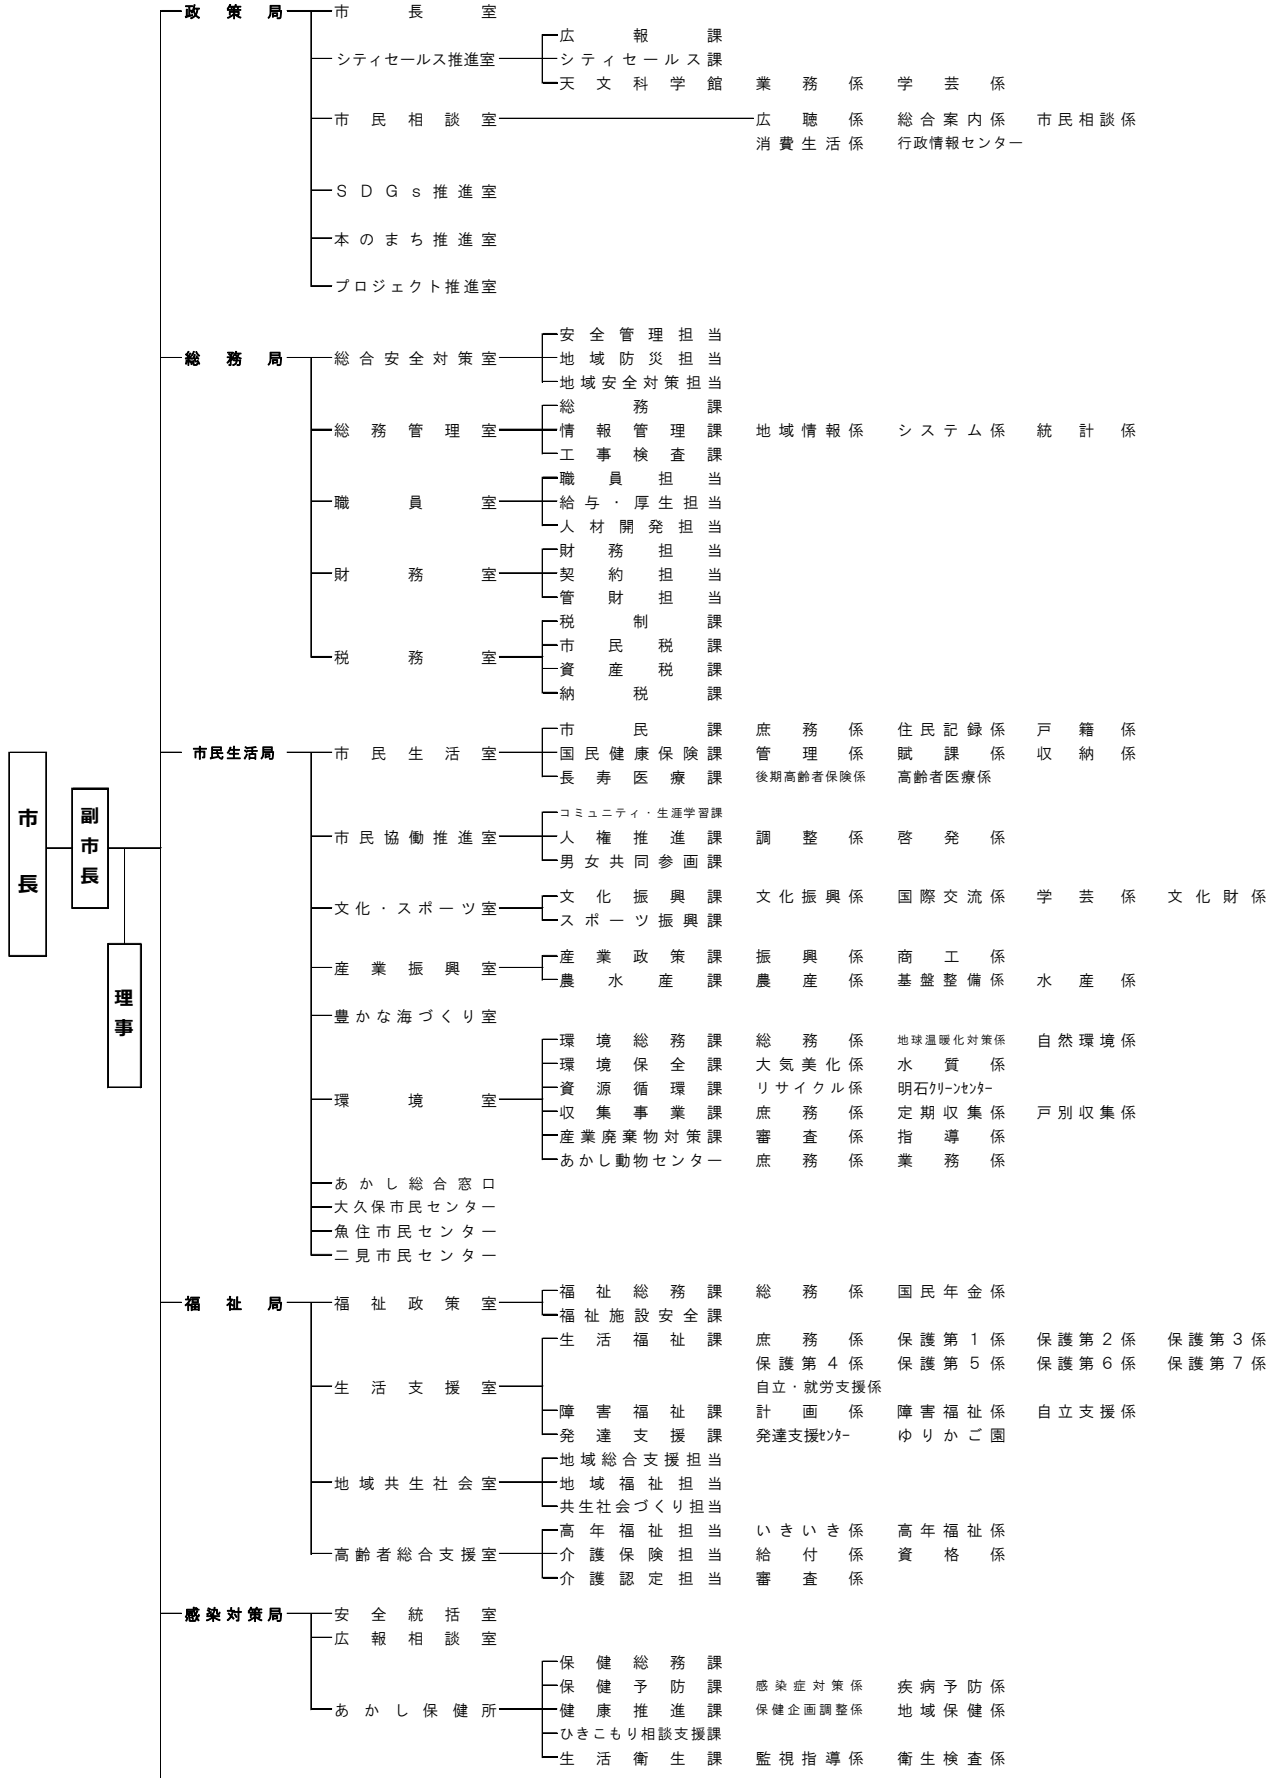 政策局 市長室
広報課
シティセールス推進室 シティセールス課
天文科学館 業務係 学芸係
市民相談室 広聴係 総合案内係 市民相談係
消費生活係 行政情報センター
ＳＤＧｓ推進室
本のまち推進室
プロジェクト推進室
安全管理担当
総務局 総合安全対策室 地域防災担当
地域安全対策担当
総務課
総務管理室 情報管理課 地域情報係 システム係 統計係
工事検査課
職員担当
職員室 給与・厚生担当
人材開発担当
財務担当
財務室 契約担当
管財担当
税制課
市民税課
税務室
資産税課
納税課
市民課 庶務係 住民記録係 戸籍係
市民生活局 市民生活室 国民健康保険課 管理係 賦課係 収納係
長寿医療課 後期高齢者保険係 高齢者医療係
コミュニティ・生涯学習課
市民協働推進室 人権推進課 調整係 啓発係
男女共同参画課
市長
副市長
理事
文化振興課 文化振興係 国際交流係 学芸係 文化財係
文化・スポーツ室
スポーツ振興課
産業政策課 振興係 商工係
産業振興室
農水産課 農産係 基盤整備係 水産係
豊かな海づくり室
環境総務課 総務係 地球温暖化対策係 自然環境係
環境保全課 大気美化係 水質係
資源循環課 リサイクル係 明石ｸﾘｰﾝｾﾝﾀｰ
環境室
収集事業課 庶務係 定期収集係 戸別収集係
産業廃棄物対策課 審査係 指導係
あかし動物センター 庶務係 業務係
あかし総合窓口
大久保市民センター
魚住市民センター
二見市民センター
福祉総務課 総務係 国民年金係
福祉局 福祉政策室
福祉施設安全課
生活福祉課 庶務係 保護第１係 保護第２係 保護第３係
保護第４係 保護第５係 保護第６係 保護第７係
生活支援室 自立・就労支援係
障害福祉課 計画係 障害福祉係 自立支援係
発達支援課 発達支援ｾﾝﾀｰ ゆりかご園
地域総合支援担当
地域共生社会室 地域福祉担当
共生社会づくり担当
高年福祉担当 いきいき係 高年福祉係
高齢者総合支援室 介護保険担当 給付係 資格係
介護認定担当 審査係
感染対策局 安全統括室
広報相談室
保健総務課
保健予防課 感染症対策係 疾病予防係
あかし保健所 健康推進課 保健企画調整係 地域保健係
ひきこもり相談支援課
生活衛生課 監視指導係 衛生検査係